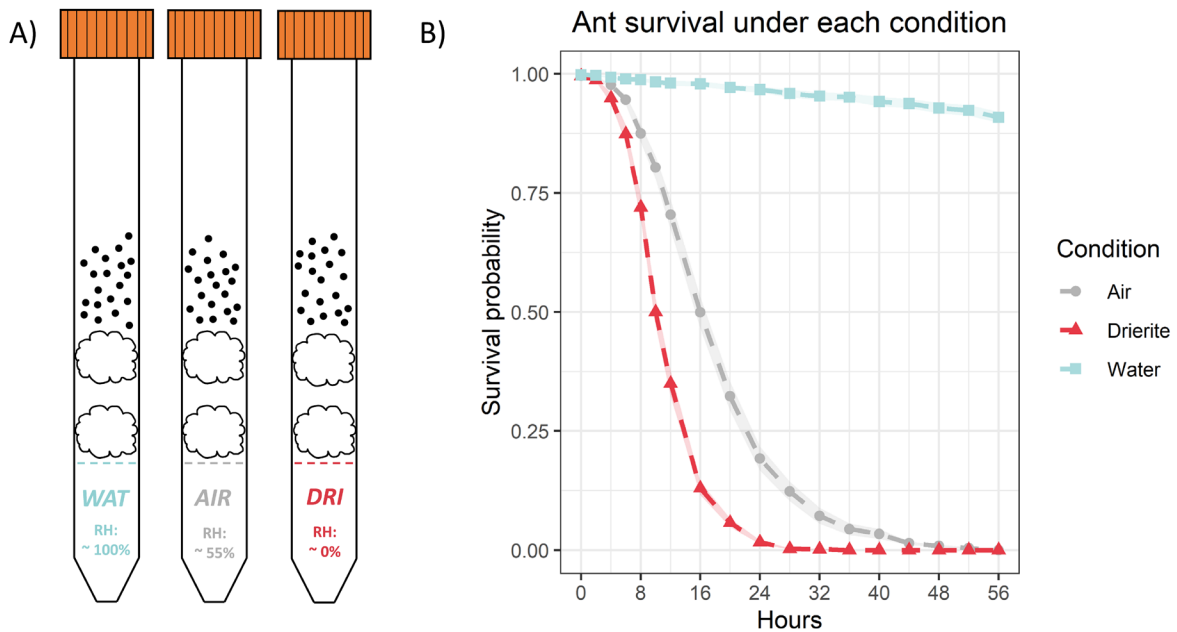 A)
WAT
RH:
~ 100%
AIR
RH:
~ 55%
DRI
RH:
~ 0%
B)
Ant survival under each condition
Survival probability
1.00
0.75
0.50
0.25
0.00
0 8 16 24 32 40 48 56
Hours
Condition
Air
Drierite
Water